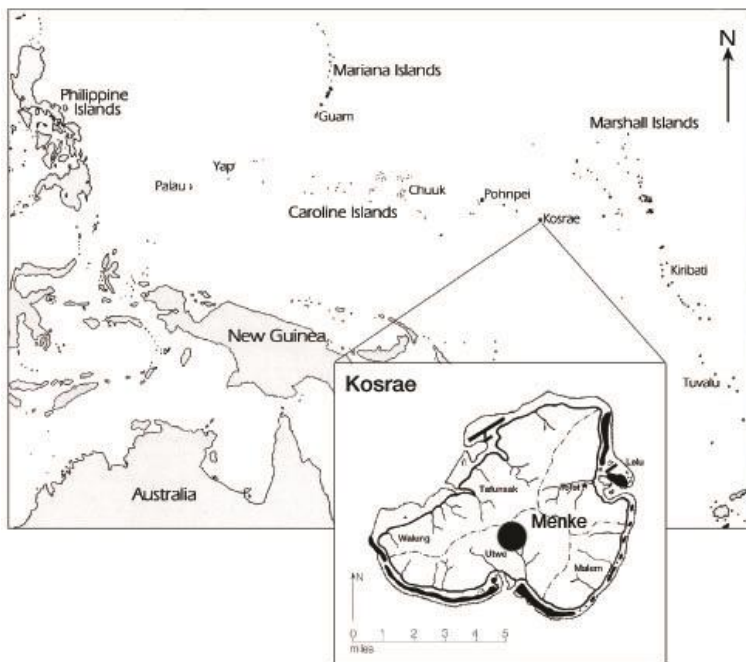 N
Mariana Islands
Philippine
Islands
Guam
Marshall Islands
Yap
Palau
Chuuk
Pohnpei
Caroline Islands
Kosrae
Kiribati
New Guinea
Tuvalu
Australia
Kosrae
Lelu
Tafunsak
Tofol
Menke
Walung
Utwe
Malem
N
0 1 2 3 4 5
miles